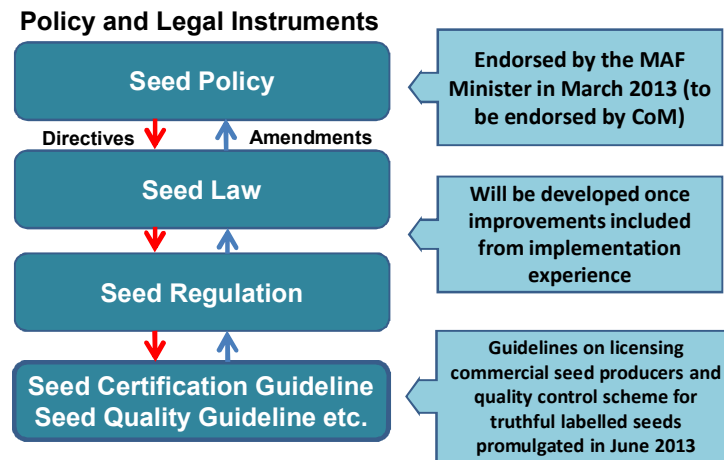 Policy and Legal Instruments
Seed Policy
Endorsed by the MAF
Minister in March 2013 (to
be endorsed by CoM)
Directives
Amendments
Seed Law
Will be developed once
improvements included
from implementation
experience
Seed Regulation
Seed Certification Guideline
Seed Quality Guideline etc.
Guidelines on licensing
commercial seed producers and
quality control scheme for
truthful labelled seeds
promulgated in June 2013